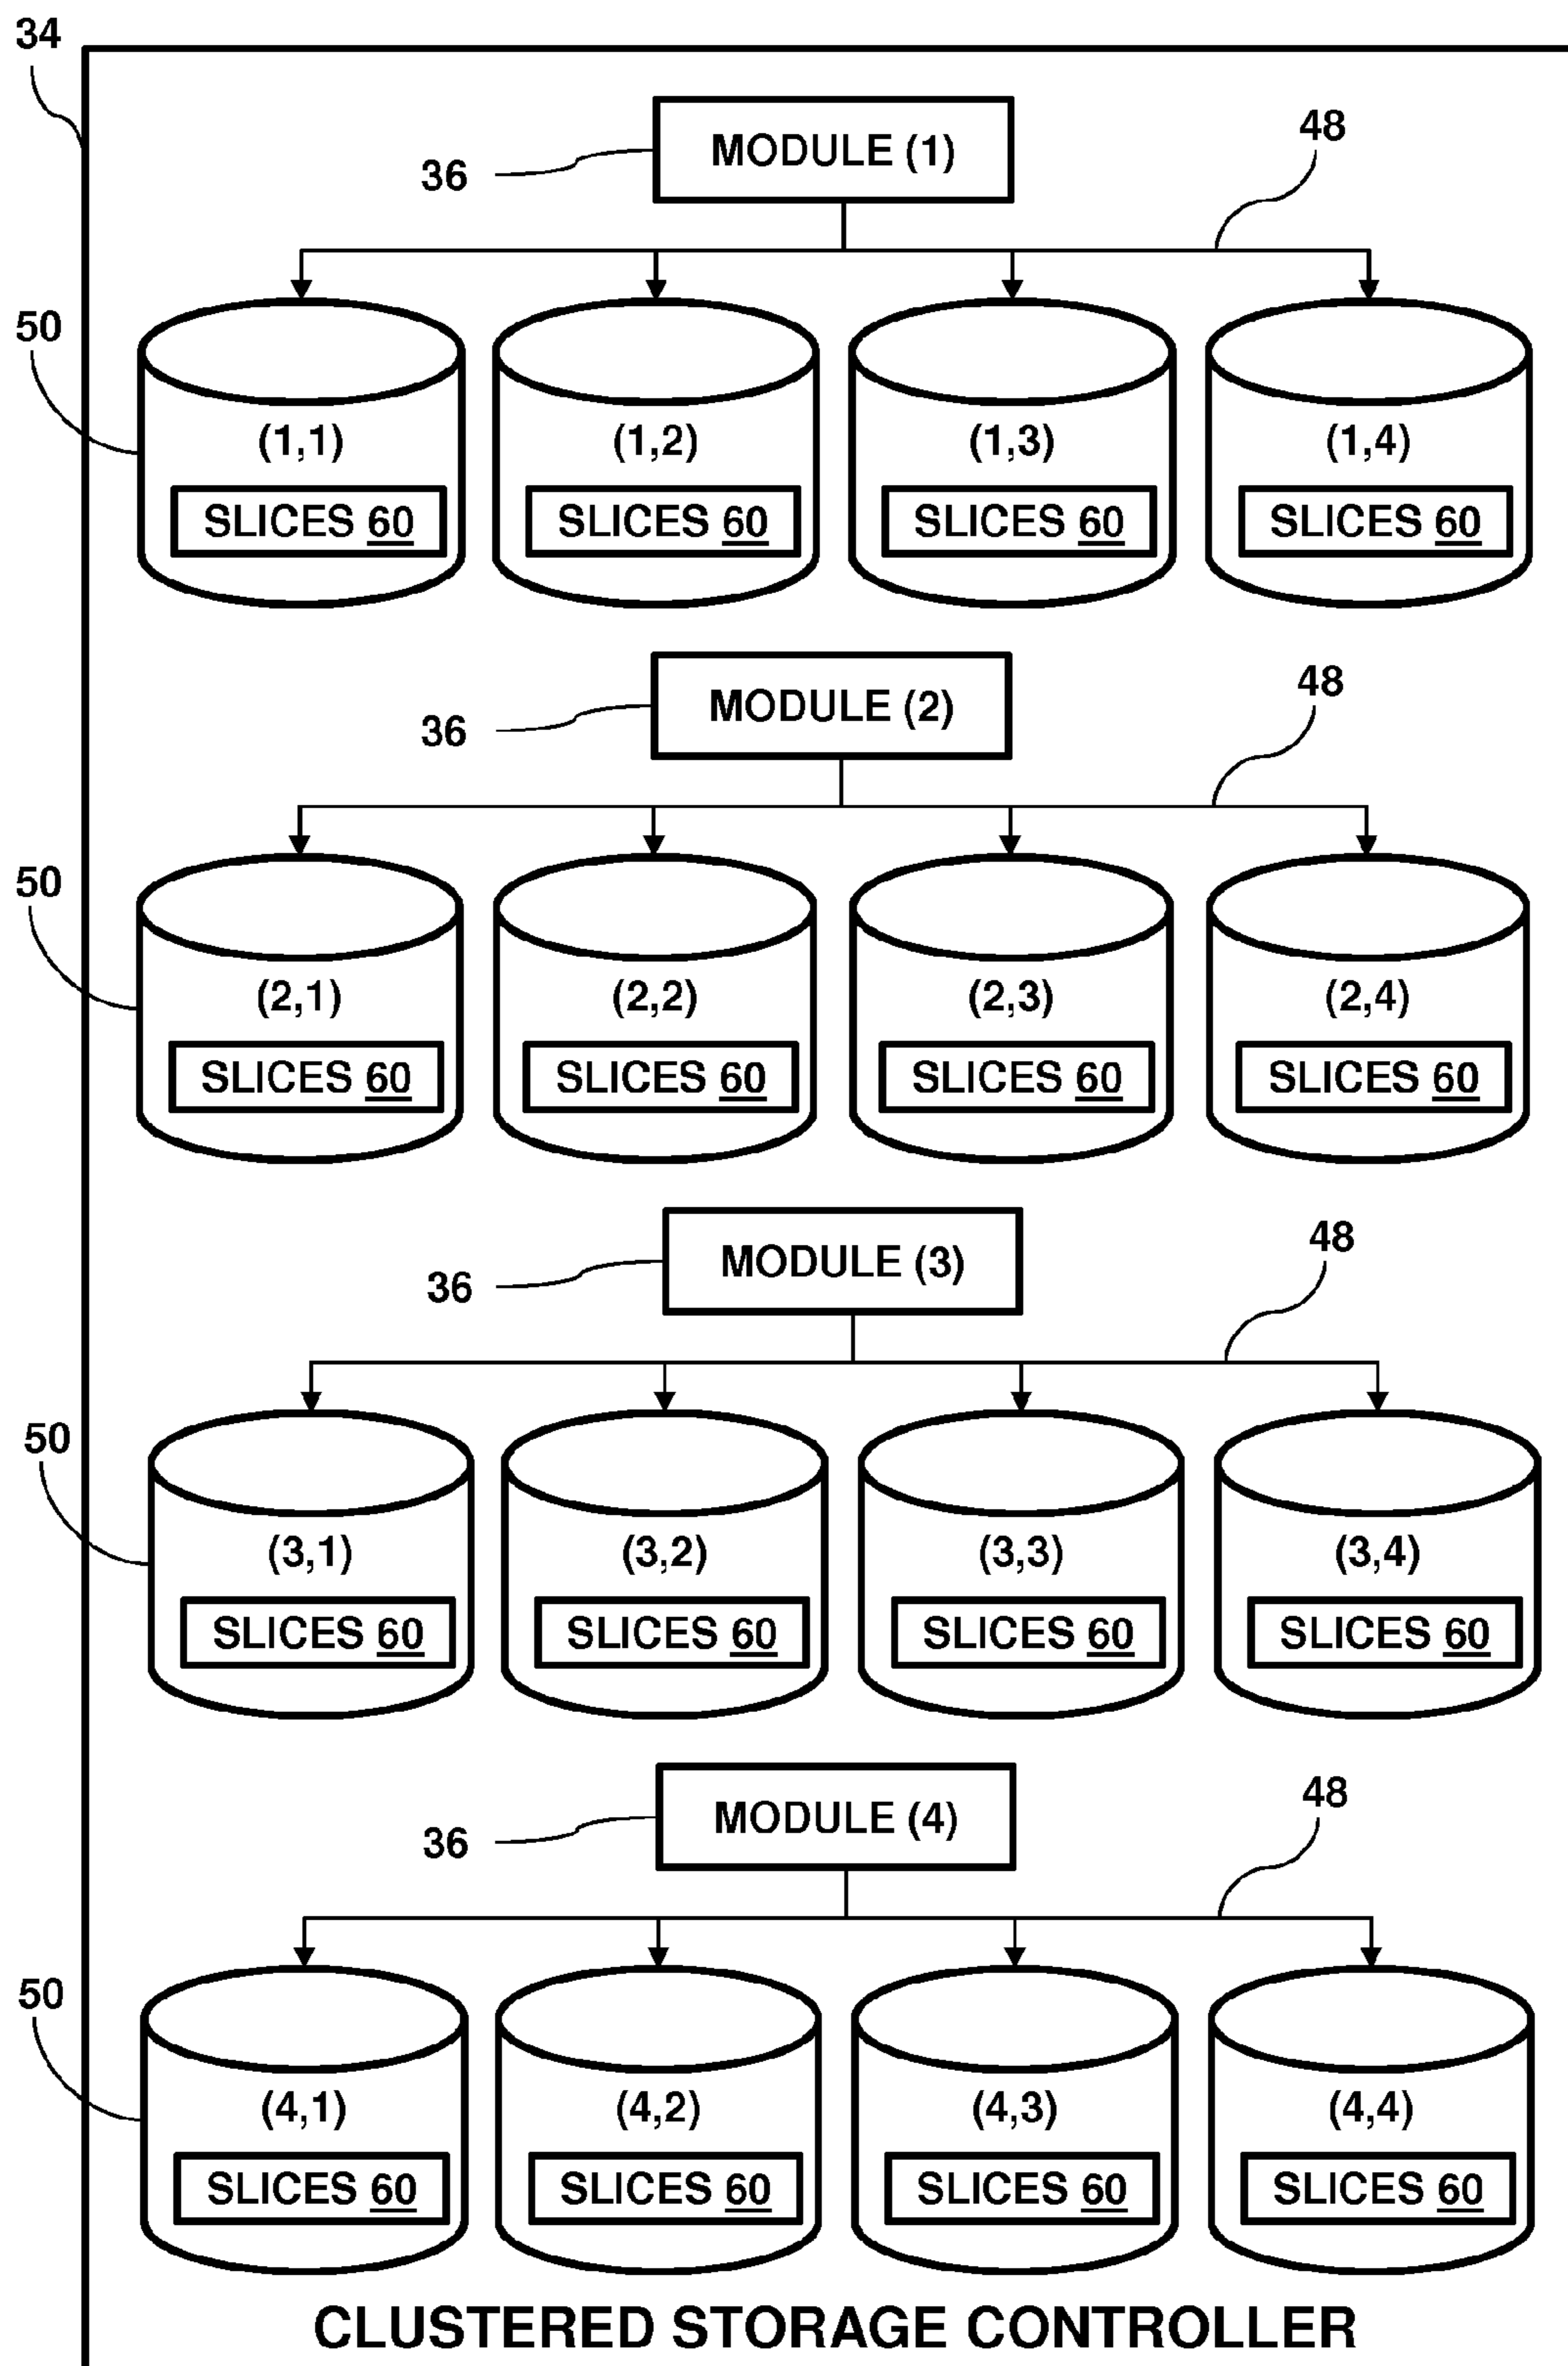 34
MODULE (1)
48
36
50
(1,1) (1,2) (1,3) (1,4)
SLICES 60 SLICES 60 SLICES 60 SLICES 60
MODULE (2)
48
36
50
(2,1) (2,2) (2,3) (2,4)
SLICES 60 SLICES 60 SLICES 60 SLICES 60
MODULE (3)
48
36
50
(3,1) (3,2) (3,3) (3,4)
SLICES 60 SLICES 60 SLICES 60 SLICES 60
MODULE (4)
48
36
50
(4,1) (4,2) (4,3) (4,4)
SLICES 60 SLICES 60 SLICES 60 SLICES 60
CLUSTERED STORAGE CONTROLLER